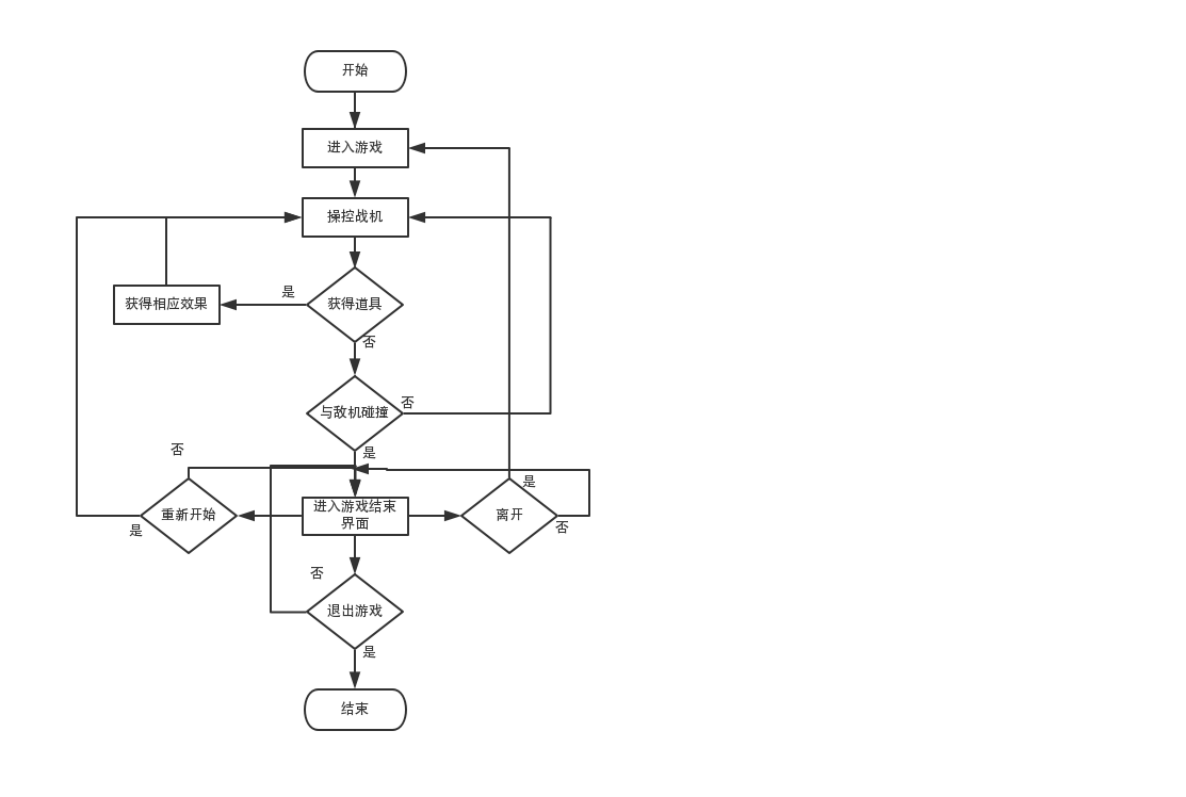 开始
进入游戏
操控战机
是
获得相应效果
获得道具
否
与敌机碰撞
否
是
否
重新开始
是
进入游戏结束
界面
是
离开
否
否
退出游戏
是
结束